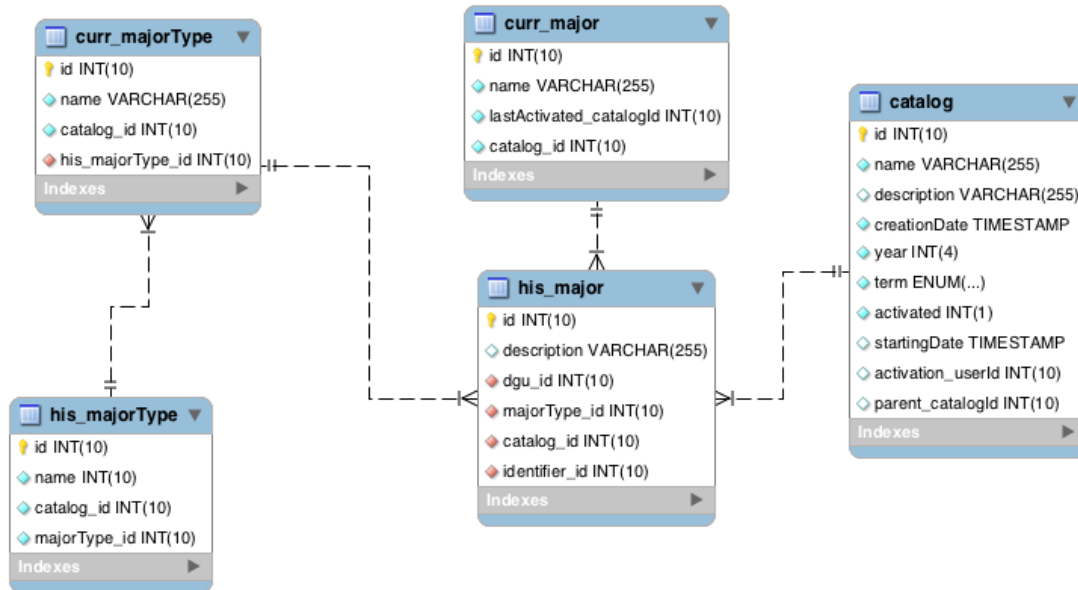 curr_majorType
id INT(10)
name VARCHAR(255)
catalog_id INT(10)
his_majorType_id INT(10)
Indexes
curr_major
id INT(10)
name VARCHAR(255)
lastActivated_catalogId INT(10)
catalog_id INT(10)
Indexes
catalog
id INT(10)
name VARCHAR(255)
description VARCHAR(255)
creationDate TIMESTAMP
year INT(4)
term ENUM(...)
activated INT(1)
startingDate TIMESTAMP
activation_userId INT(10)
parent_catalogId INT(10)
Indexes
his_major
id INT(10)
description VARCHAR(255)
dgu_id INT(10)
majorType_id INT(10)
catalog_id INT(10)
identifier_id INT(10)
Indexes
his_majorType
id INT(10)
name INT(10)
catalog_id INT(10)
majorType_id INT(10)
Indexes